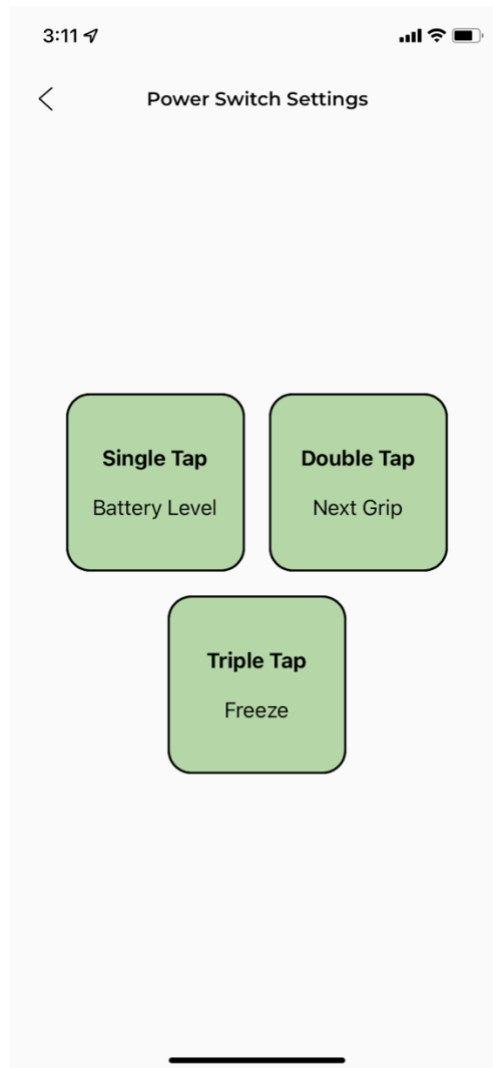 3:11
Power Switch Settings
Single Tap
Battery Level
Double Tap
Next Grip
Triple Tap
Freeze